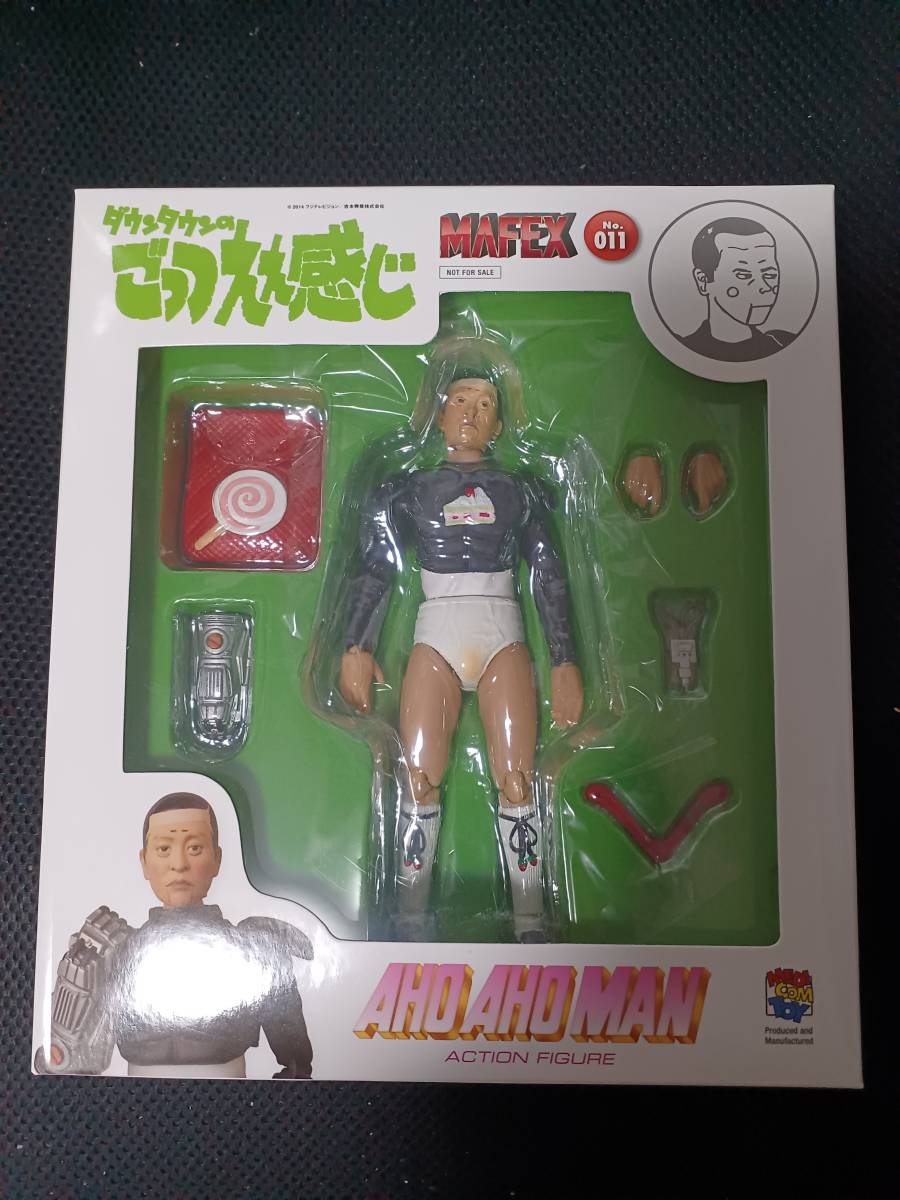 ダウンタウンの
ごっつええ感じ
© 2014 フジテレビジョン／吉本興業株式会社
MAFEX
No.
011
NOT FOR SALE
AHO AHO MAN
ACTION FIGURE
MEDI
COM
TOY
Produced and
Manufactured